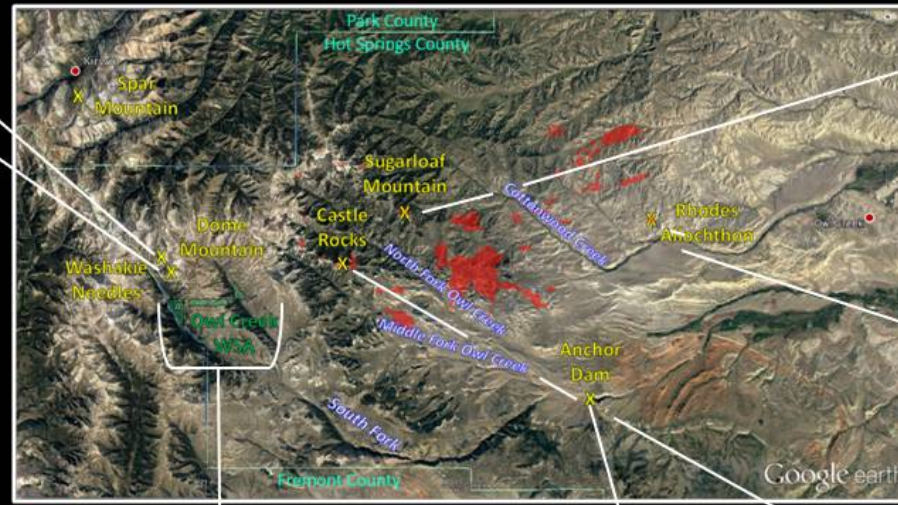 Park County
Hot Springs County
Kirwin
Spar
Mountain
Sugarloaf
Mountain
Cottonwood Creek
Rhodes
Allochthon
Castle
Rocks
Dome
Mountain
Washakie
Needles
North Fork Owl Creek
Owl Creek
WSA
Middle Fork Owl Creek
Anchor
Dam
South Fork
Fremont County
Google earth